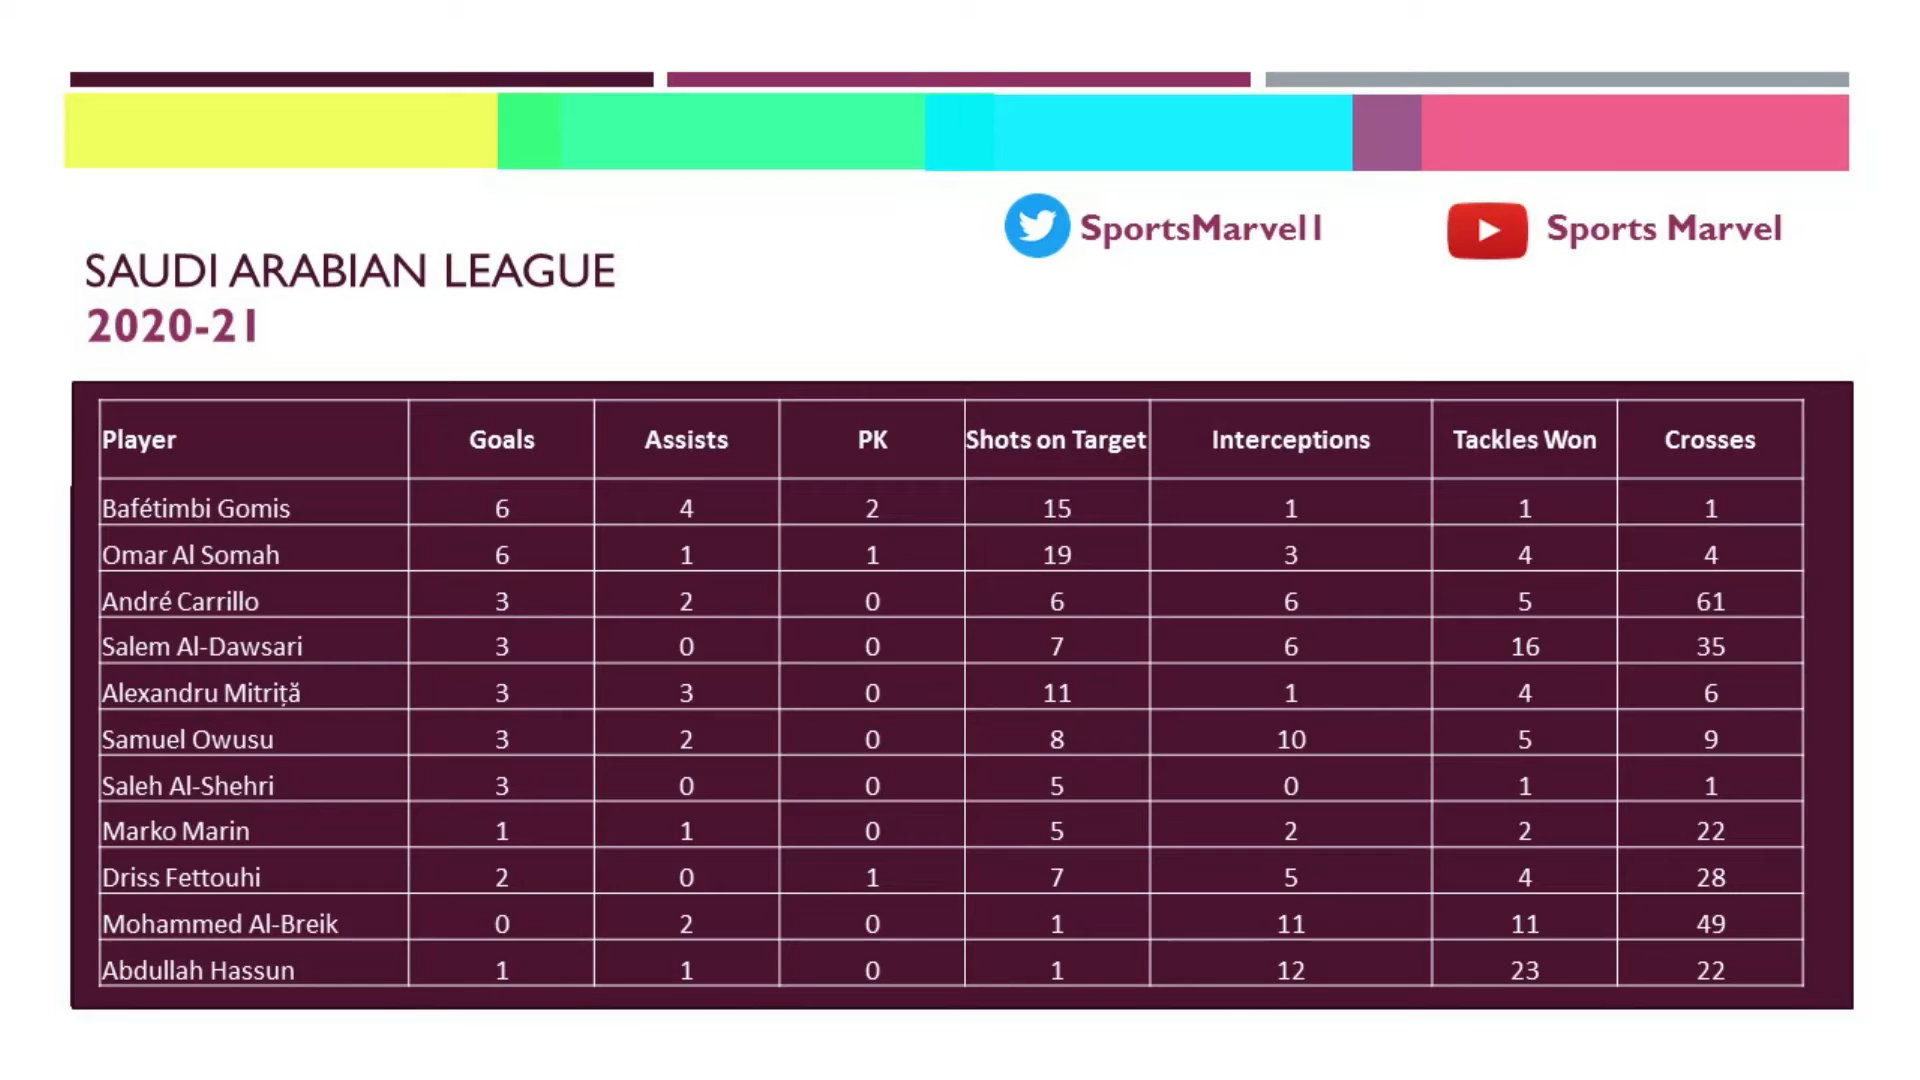 SportsMarvel1 Sports Marvel
SAUDI ARABIAN LEAGUE
2020-21
Player Goals Assists PK Shots on Target Interceptions Tackles Won Crosses
Bafétimbi Gomis 6 4 2 15 1 1 1
Omar Al Somah 6 1 1 19 3 4 4
André Carrillo 3 2 0 6 6 5 61
Salem Al-Dawsari 3 0 0 7 6 16 35
Alexandru Mitriță 3 3 0 11 1 4 6
Samuel Owusu 3 2 0 8 10 5 9
Saleh Al-Shehri 3 0 0 5 0 1 1
Marko Marin 1 1 0 5 2 2 22
Driss Fettouhi 2 0 1 7 5 4 28
Mohammed Al-Breik 0 2 0 1 11 11 49
Abdullah Hassun 1 1 0 1 12 23 22